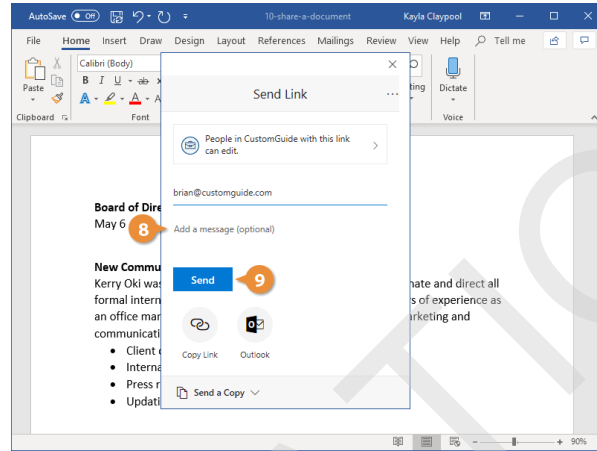 AutoSave Off 10-share-a-document Kayla Claypool
File Home Insert Draw Design Layout References Mailings Review View Help Tell me
Calibri (Body)
Paste
B I U ab
A A A
ting
Dictate
Clipboard Font Voice
Send Link
People in CustomGuide with this link
can edit.
brian@customguide.com
Board of Dire
May 6
8
Add a message (optional)
New Commu
Send
9
Kerry Oki was
nate and direct all
formal intern
s of experience as
an office mar
arketing and
communicati
Client
Interna
Press r
Updati
Copy Link Outlook
Send a Copy
90%